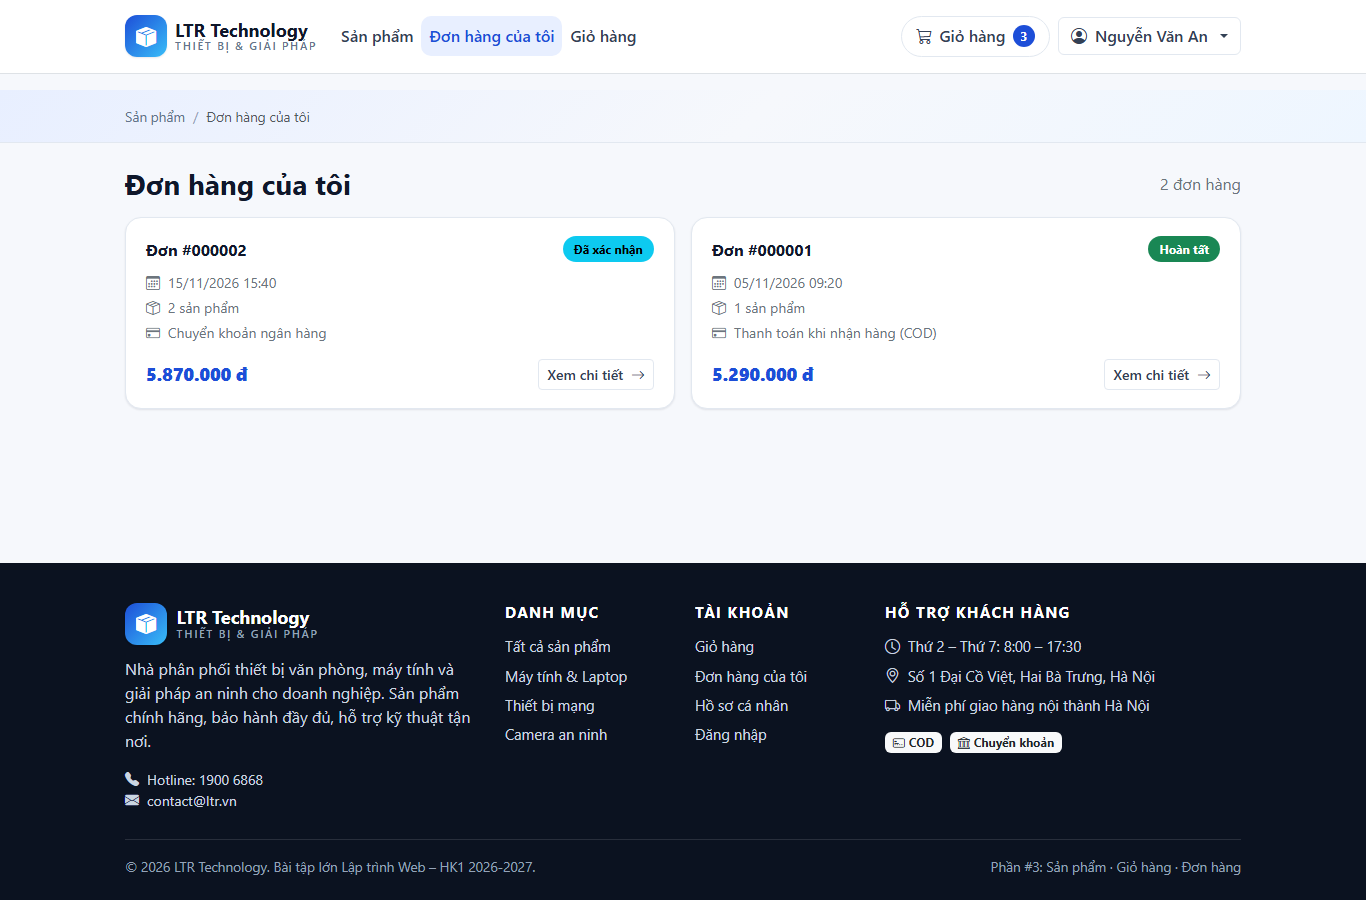 LTR Technology
THIẾT BỊ & GIẢI PHÁP
Sản phẩm
Đơn hàng của tôi
Giỏ hàng
Giỏ hàng 3
Nguyễn Văn An
Sản phẩm / Đơn hàng của tôi
Đơn hàng của tôi
2 đơn hàng
Đơn #000002
Đã xác nhận
15/11/2026 15:40
2 sản phẩm
Chuyển khoản ngân hàng
5.870.000 đ
Xem chi tiết →
Đơn #000001
Hoàn tất
05/11/2026 09:20
1 sản phẩm
Thanh toán khi nhận hàng (COD)
5.290.000 đ
Xem chi tiết →
LTR Technology
THIẾT BỊ & GIẢI PHÁP
Nhà phân phối thiết bị văn phòng, máy tính và
giải pháp an ninh cho doanh nghiệp. Sản phẩm
chính hãng, bảo hành đầy đủ, hỗ trợ kỹ thuật tận
nơi.
Hotline: 1900 6868
contact@ltr.vn
DANH MỤC
Tất cả sản phẩm
Máy tính & Laptop
Thiết bị mạng
Camera an ninh
TÀI KHOẢN
Giỏ hàng
Đơn hàng của tôi
Hồ sơ cá nhân
Đăng nhập
HỖ TRỢ KHÁCH HÀNG
Thứ 2 – Thứ 7: 8:00 – 17:30
Số 1 Đại Cồ Việt, Hai Bà Trưng, Hà Nội
Miễn phí giao hàng nội thành Hà Nội
COD
Chuyển khoản
© 2026 LTR Technology. Bài tập lớn Lập trình Web – HK1 2026-2027.
Phần #3: Sản phẩm · Giỏ hàng · Đơn hàng